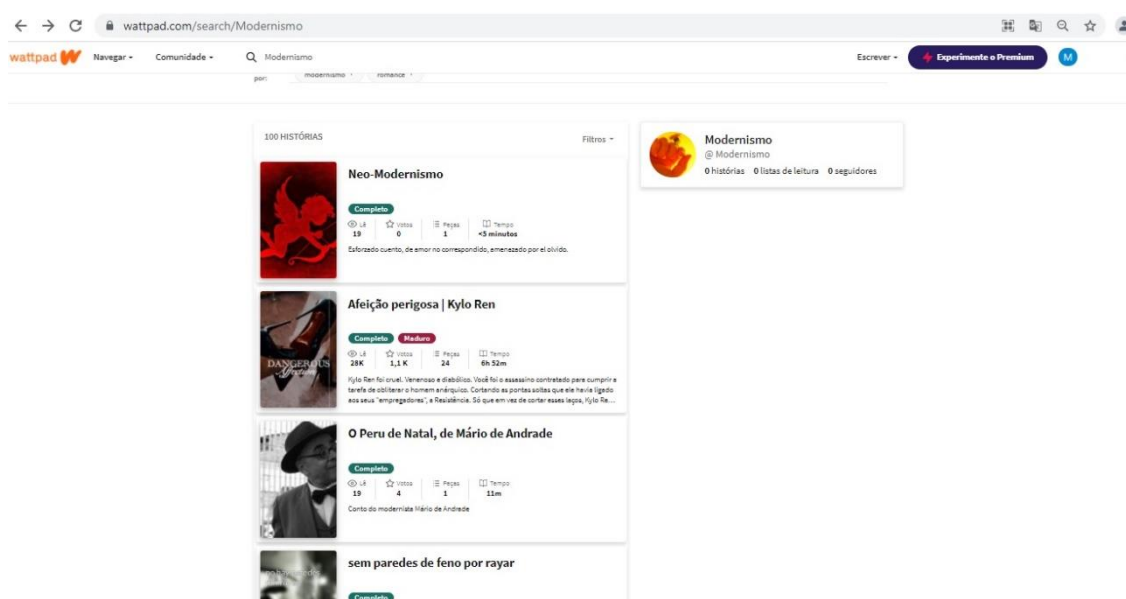 wattpad.com/search/Modernismo
wattpad Navegar Comunidade Modernismo Escrever Experimente o Premium M
por: modernismo romance
100 HISTÓRIAS Filtros
Modernismo
@ Modernismo
0 histórias 0 listas de leitura 0 seguidores
Neo-Modernismo
Completo
Lê Votos Peças Tempo
19 0 1 <5 minutos
Esforzado cuento, de amor no correspondido, amenazado por el olvido.
Afeição perigosa | Kylo Ren
Completo Maduro
Lê Votos Peças Tempo
28K 1,1 K 24 6h 52m
DANGEROUS
Affection
Kylo Ren foi cruel. Venenoso e diabólico. Você foi o assassino contratado para cumprir a
tarefa de obliterar o homem anárquico. Cortando as pontas soltas que ele havia ligado
aos seus "empregadores", a Resistência. Só que em vez de cortar esses laços, Kylo Re...
O Peru de Natal, de Mário de Andrade
Completo
Lê Votos Peças Tempo
19 4 1 11m
Conto do modernista Mário de Andrade
sem paredes de feno por rayar
Completo